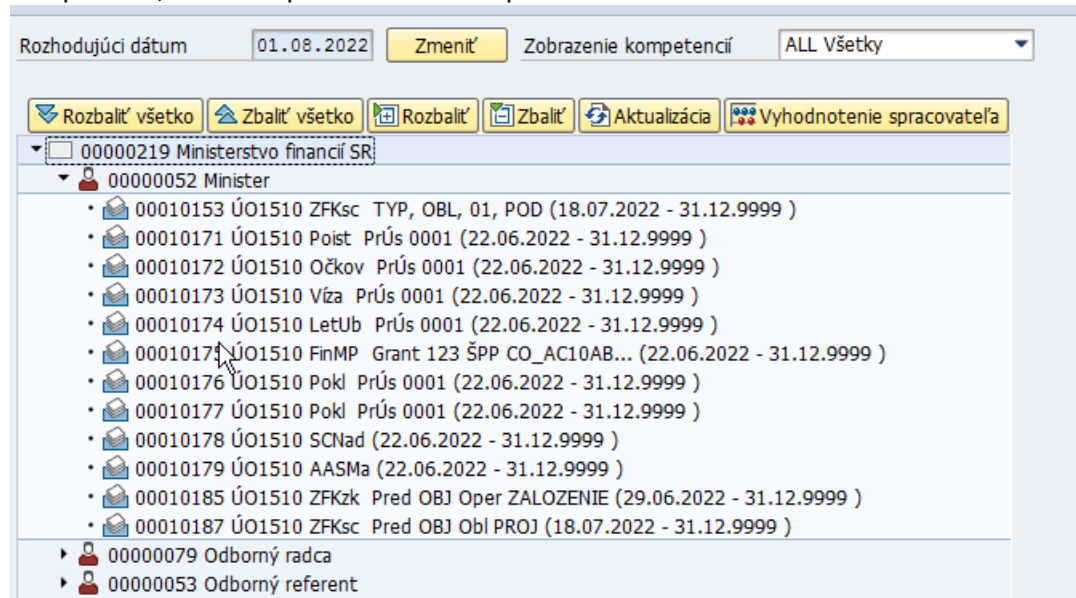 Rozhodujúci dátum 01.08.2022 Zmeniť Zobrazenie kompetencií ALL Všetky
Rozbaliť všetko Zbaliť všetko Rozbaliť Zbaliť Aktualizácia Vyhodnotenie spracovateľa
00000219 Ministerstvo financií SR
00000052 Minister
00010153 ÚO1510 ZFKsc TYP, OBL, 01, POD (18.07.2022 - 31.12.9999 )
00010171 ÚO1510 Poist PrÚs 0001 (22.06.2022 - 31.12.9999 )
00010172 ÚO1510 Očkov PrÚs 0001 (22.06.2022 - 31.12.9999 )
00010173 ÚO1510 Víza PrÚs 0001 (22.06.2022 - 31.12.9999 )
00010174 ÚO1510 LetUb PrÚs 0001 (22.06.2022 - 31.12.9999 )
00010175 ÚO1510 FinMP Grant 123 ŠPP CO_AC10AB... (22.06.2022 - 31.12.9999 )
00010176 ÚO1510 Pokl PrÚs 0001 (22.06.2022 - 31.12.9999 )
00010177 ÚO1510 Pokl PrÚs 0001 (22.06.2022 - 31.12.9999 )
00010178 ÚO1510 SCNad (22.06.2022 - 31.12.9999 )
00010179 ÚO1510 AASMa (22.06.2022 - 31.12.9999 )
00010185 ÚO1510 ZFKzk Pred OBJ Oper ZALOZENIE (29.06.2022 - 31.12.9999 )
00010187 ÚO1510 ZFKsc Pred OBJ Obl PROJ (18.07.2022 - 31.12.9999 )
00000079 Odborný radca
00000053 Odborný referent